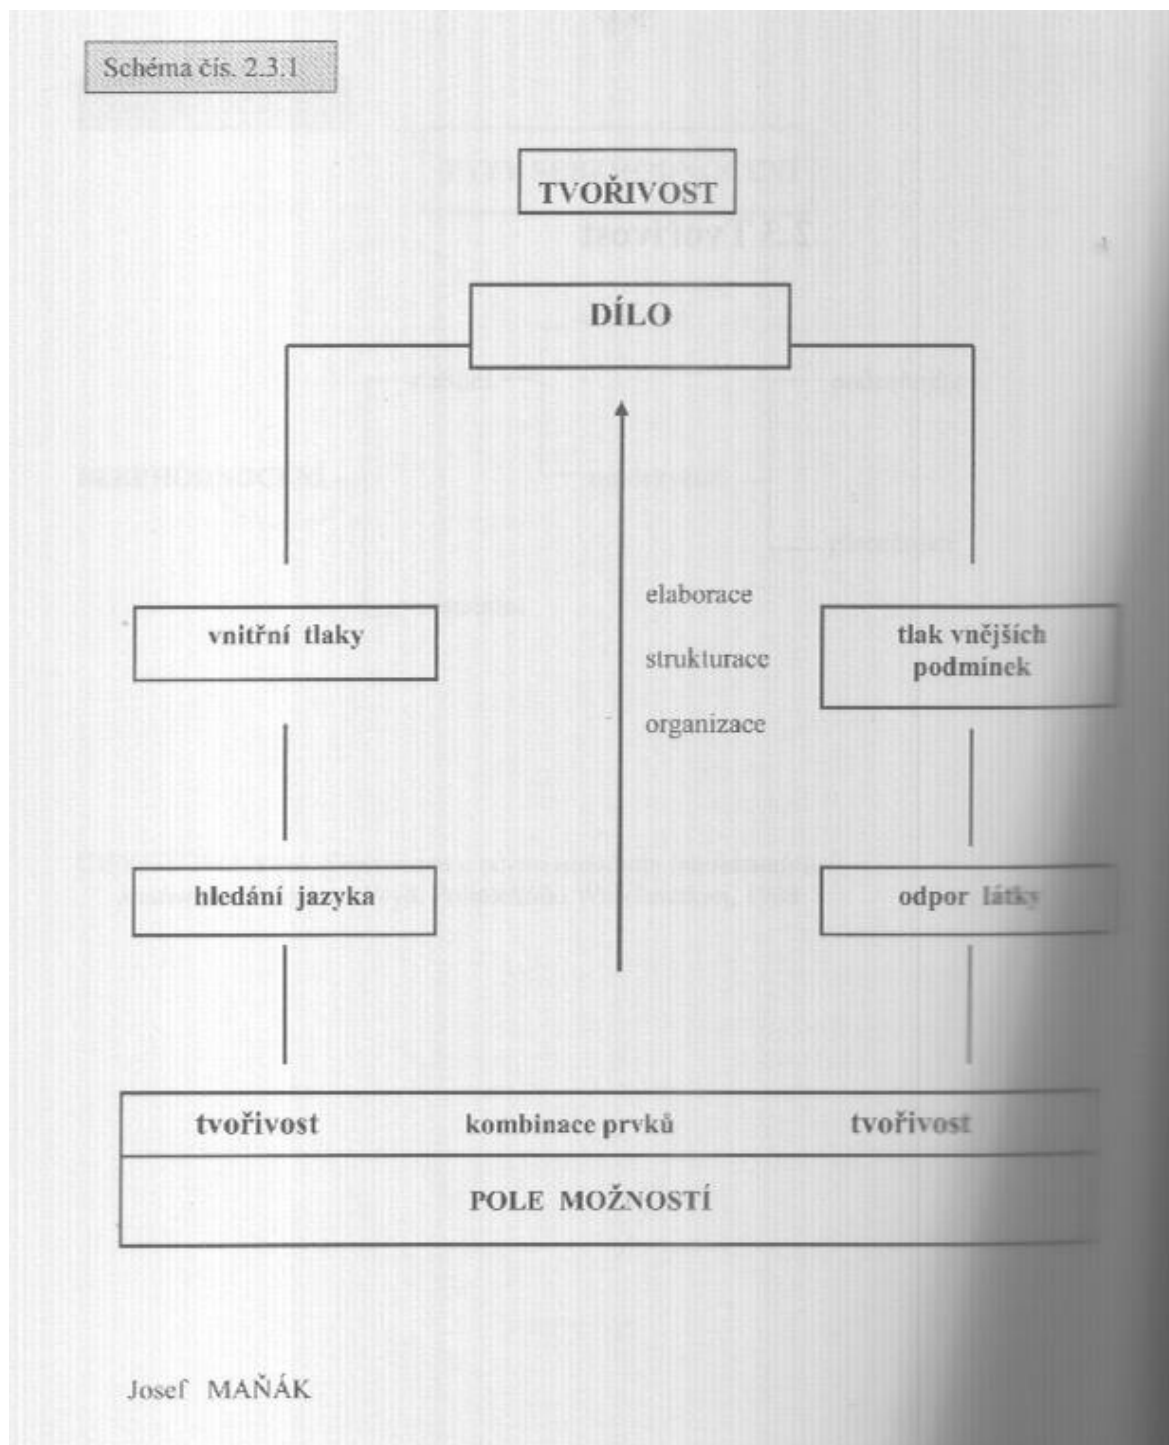 Schéma čís. 2.3.1
TVOŘIVOST
DÍLO
elaborace
vnitřní tlaky
tlak vnějších
podmínek
strukturace
organizace
hledání jazyka
odpor látky
tvořivost kombinace prvků tvořivost
POLE MOŽNOSTÍ
Josef MAŇÁK